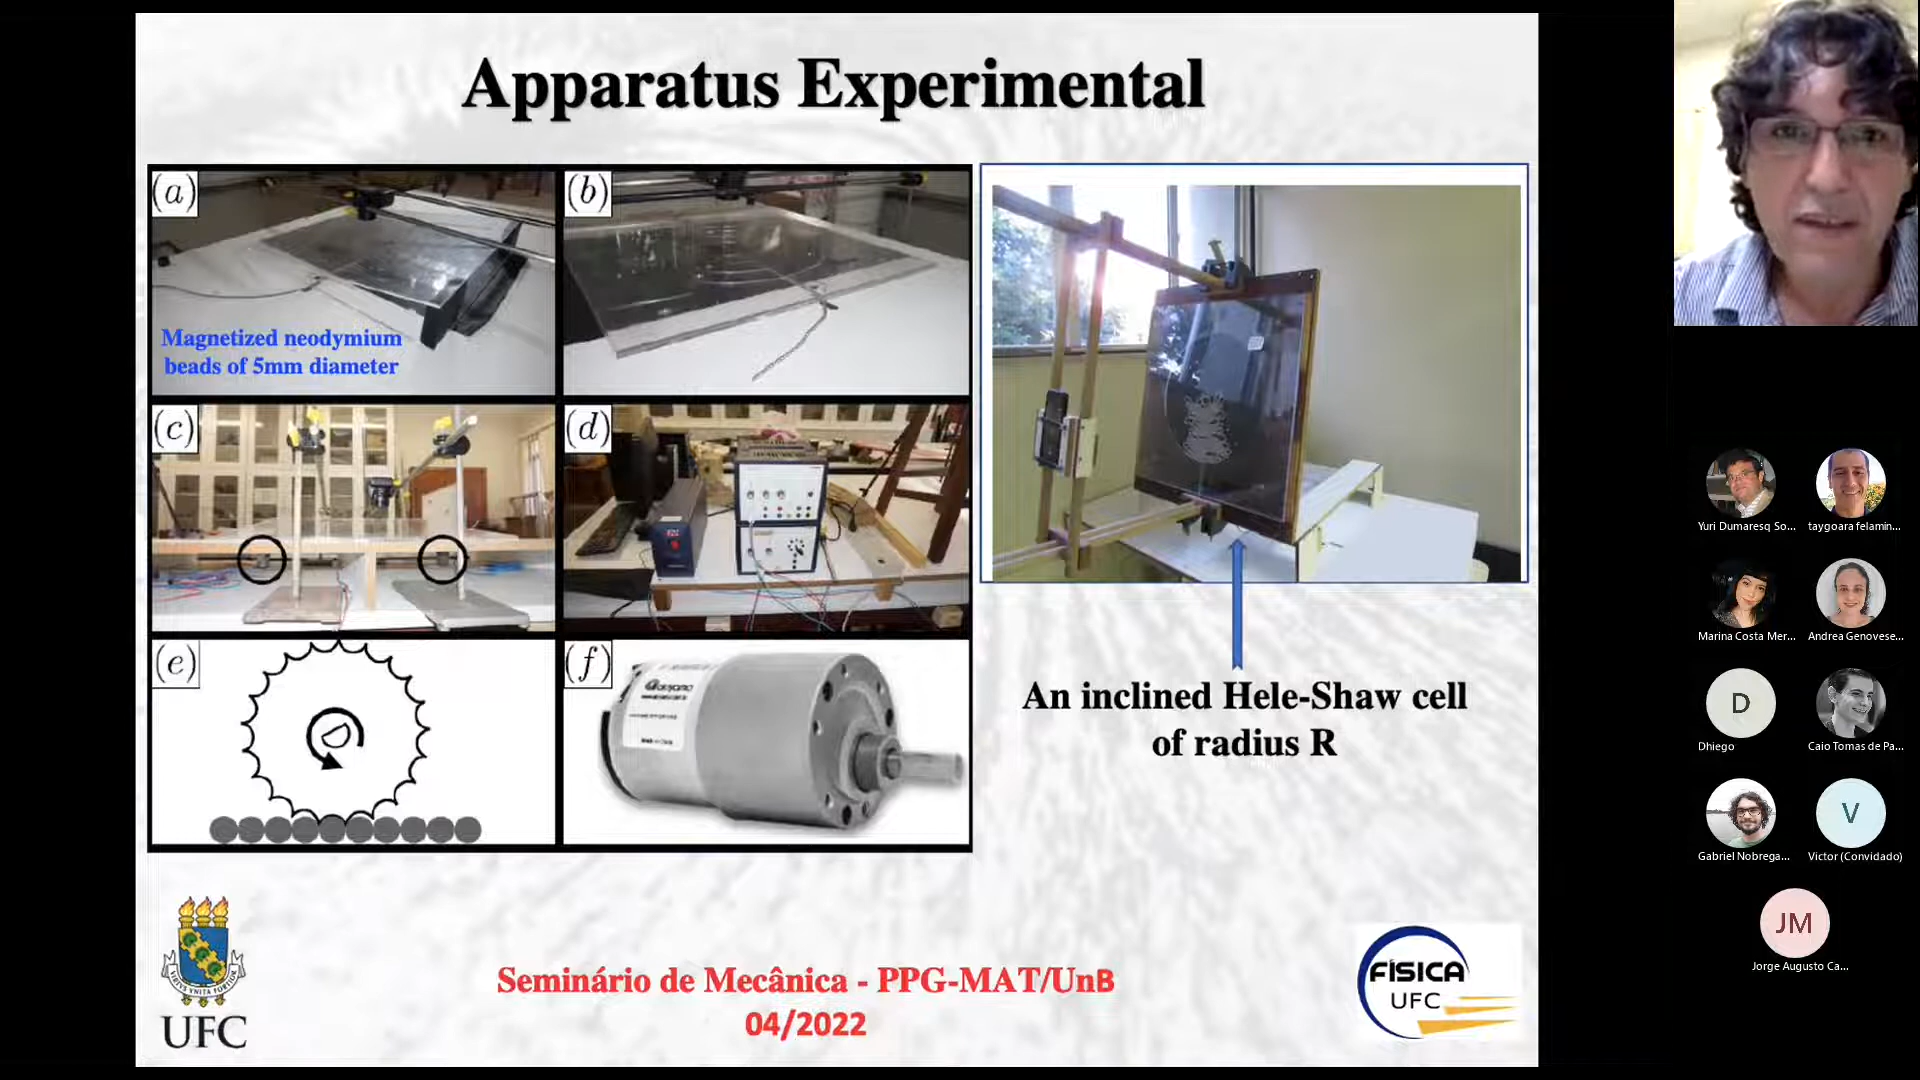 Apparatus Experimental
(a)
(b)
Magnetized neodymium
beads of 5mm diameter
(c)
(d)
(e)
(f)
An inclined Hele-Shaw cell
of radius R
Seminário de Mecânica - PPG-MAT/UnB
04/2022
UFC
FÍSICA
UFC
Yuri Dumaresq So...
taygoara felamin...
Marina Costa Mer...
Andrea Genovese...
D
Dhiego
Caio Tomas de Pa...
Gabriel Nobrega...
V
Victor (Convidado)
JM
Jorge Augusto Ca...